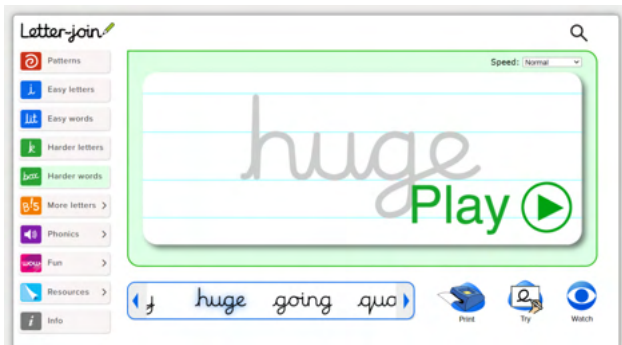 Letter-join
Patterns
Easy letters
Easy words
Harder letters
Harder words
More letters >
Phonics >
Fun >
Resources >
Info
Speed: Normal
huge
Play
huge going quo
Print
Try
Watch